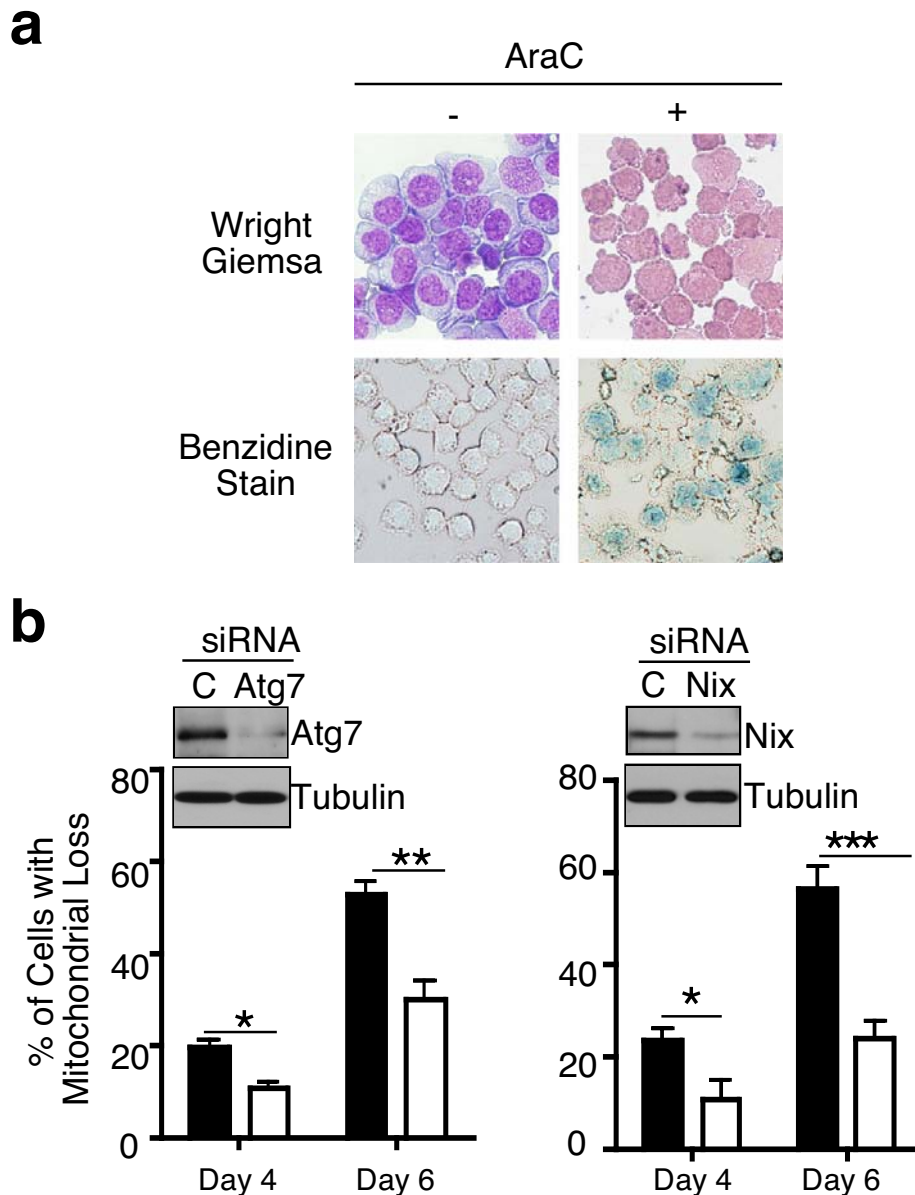 a
AraC
- +
Wright
Giemsa
Benzidine
Stain
b
siRNA
C Atg7
Atg7
Tubulin
% of Cells with
Mitochondrial Loss
80
60
40
20
0
*
**
Day 4 Day 6
siRNA
C Nix
Nix
Tubulin
80
60
40
20
0
*
***
Day 4 Day 6